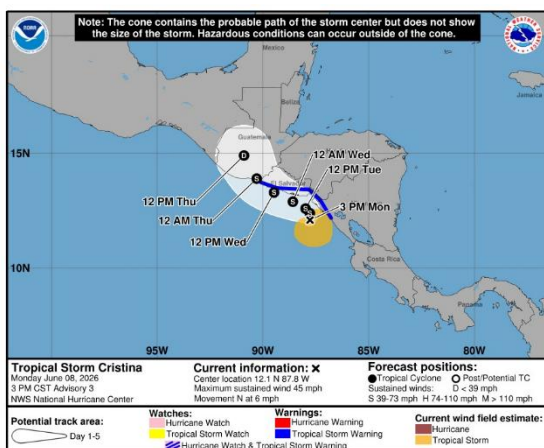 Note: The cone contains the probable path of the storm center but does not show
the size of the storm. Hazardous conditions can occur outside of the cone.
NOAA
Mexico
Jamaica
Belize
Guatemala
15N
El Salvador
12 AM Wed
12 PM Tue
12 PM Thu
D
S
S
S
S
12 AM Thu
3 PM Mon
12 PM Wed
10N
Costa Rica
Panama
95W
90W
85W
80W
Tropical Storm Cristina
Monday June 08, 2026
3 PM CST Advisory 3
NWS National Hurricane Center
Current information: ✖
Center location 12.1 N 87.8 W
Maximum sustained wind 45 mph
Movement N at 6 mph
Forecast positions:
Tropical Cyclone Post/Potential TC
Sustained winds: D < 39 mph
S 39-73 mph H 74-110 mph M > 110 mph
Potential track area:
Day 1-5
Watches:
Hurricane Watch
Tropical Storm Watch
Warnings:
Hurricane Warning
Tropical Storm Warning
Hurricane Watch & Tropical Storm Warning
Current wind field estimate:
Hurricane
Tropical Storm